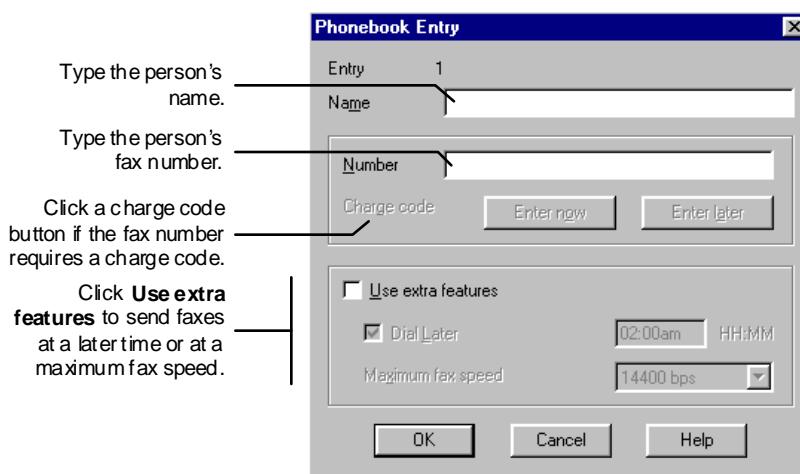 Phonebook Entry
Type the person's
name.
Entry 1
Name
Type the person's
fax number.
Number
Click a charge code
button if the fax number
requires a charge code.
Charge code Enter now Enter later
Click Use extra
features to send faxes
at a later time or at a
maximum fax speed.
Use extra features
Dial Later 02:00am HH:MM
Maximum fax speed 14400 bps
OK Cancel Help